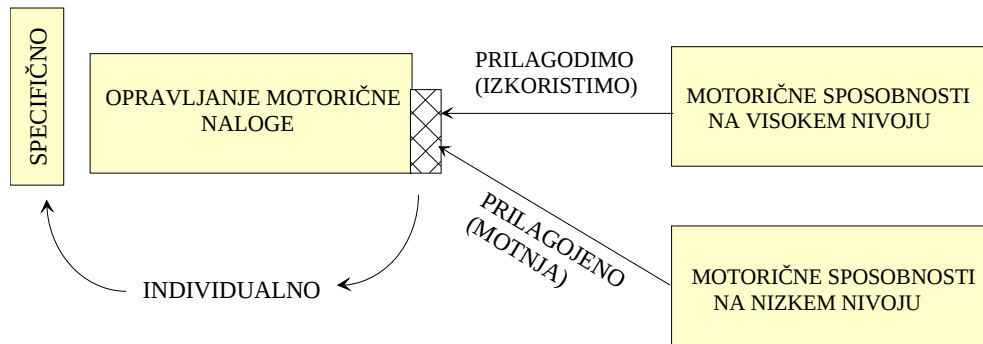 SPECIFIČNO
OPRAVLJANJE MOTORIČNE
NALOGE
PRILAGODIMO
(IZKORISTIMO)
MOTORIČNE SPOSOBNOSTI
NA VISOKEM NIVOJU
PRILAGOJENO
(MOTNJA)
MOTORIČNE SPOSOBNOSTI
NA NIZKEM NIVOJU
INDIVIDUALNO